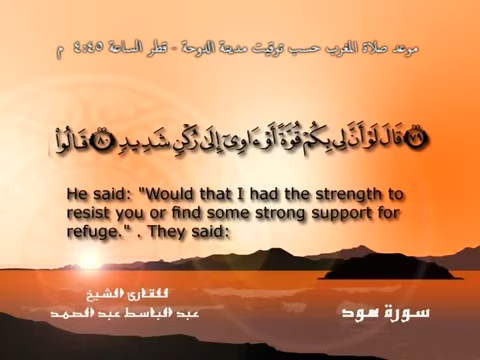 موعد صلاة المغرب حسب توقيت مدينة الدوحة - قطر الساعة ٤:٤٥ م
﴿٧٩﴾ قَالَ لَوْ أَنَّ لِي بِكُمْ قُوَّةً أَوْ ءَاوِىٓ إِلَىٰ رُكْنٍ شَدِيدٍ ﴿٨٠﴾ قَالُوا۟
He said: "Would that I had the strength to
resist you or find some strong support for
refuge." . They said:
للقارئ الشيخ
عبد الباسط عبد الصمد
سورة هود